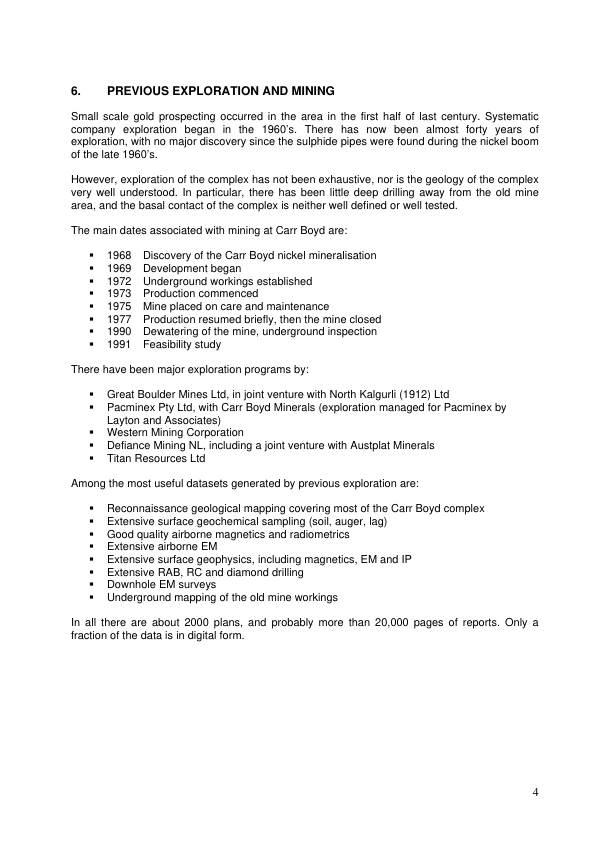 6. PREVIOUS EXPLORATION AND MINING
Small scale gold prospecting occurred in the area in the first half of last century. Systematic
company exploration began in the 1960's. There has now been almost forty years of
exploration, with no major discovery since the sulphide pipes were found during the nickel boom
of the late 1960's.
However, exploration of the complex has not been exhaustive, nor is the geology of the complex
very well understood. In particular, there has been little deep drilling away from the old mine
area, and the basal contact of the complex is neither well defined or well tested.
The main dates associated with mining at Carr Boyd are:
▪ 1968 Discovery of the Carr Boyd nickel mineralisation
▪ 1969 Development began
▪ 1972 Underground workings established
▪ 1973 Production commenced
▪ 1975 Mine placed on care and maintenance
▪ 1977 Production resumed briefly, then the mine closed
▪ 1990 Dewatering of the mine, underground inspection
▪ 1991 Feasibility study
There have been major exploration programs by:
▪ Great Boulder Mines Ltd, in joint venture with North Kalgurli (1912) Ltd
▪ Pacminex Pty Ltd, with Carr Boyd Minerals (exploration managed for Pacminex by
Layton and Associates)
▪ Western Mining Corporation
▪ Defiance Mining NL, including a joint venture with Austplat Minerals
▪ Titan Resources Ltd
Among the most useful datasets generated by previous exploration are:
▪ Reconnaissance geological mapping covering most of the Carr Boyd complex
▪ Extensive surface geochemical sampling (soil, auger, lag)
▪ Good quality airborne magnetics and radiometrics
▪ Extensive airborne EM
▪ Extensive surface geophysics, including magnetics, EM and IP
▪ Extensive RAB, RC and diamond drilling
▪ Downhole EM surveys
▪ Underground mapping of the old mine workings
In all there are about 2000 plans, and probably more than 20,000 pages of reports. Only a
fraction of the data is in digital form.
4